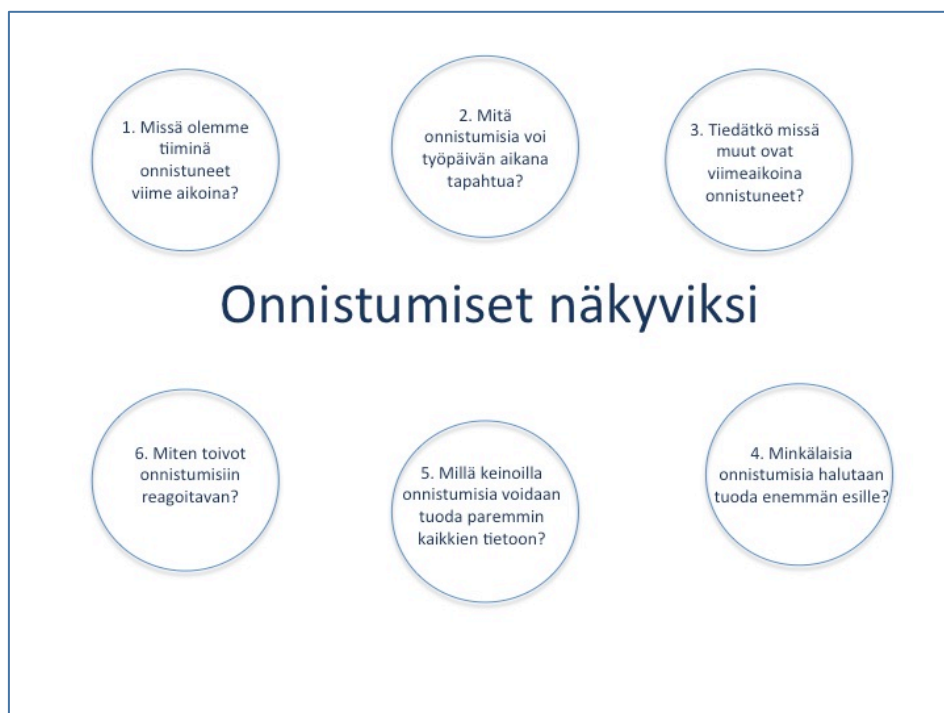 1. Missä olemme
tiiminä
onnistuneet
viime aikoina?
2. Mitä
onnistumisia voi
työpäivän aikana
tapahtua?
3. Tiedätkö missä
muut ovat
viimeaikoina
onnistuneet?
Onnistumiset näkyviksi
6. Miten toivot
onnistumisiin
reagoitavan?
5. Millä keinoilla
onnistumisia voidaan
tuoda paremmin
kaikkien tietoon?
4. Minkälaisia
onnistumisia halutaan
tuoda enemmän esille?